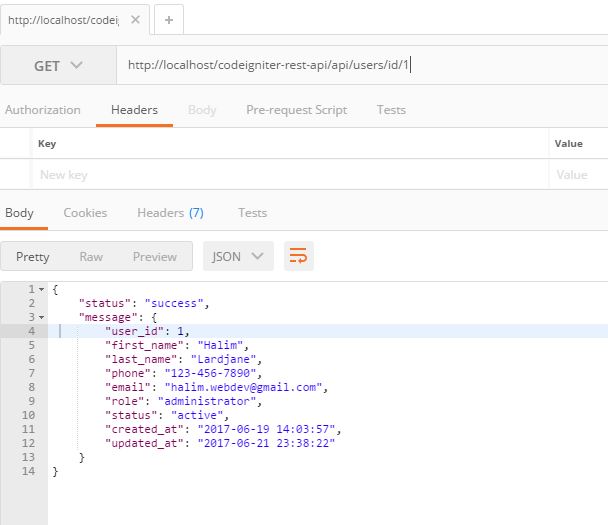 http://localhost/codei
GET
http://localhost/codeigniter-rest-api/api/users/id/1
Authorization Headers Body Pre-request Script Tests
Key Value
New key Value
Body Cookies Headers (7) Tests
Pretty Raw Preview JSON
1 {
2 "status": "success",
3 "message": {
4 "user_id": 1,
5 "first_name": "Halim",
6 "last_name": "Lardjane",
7 "phone": "123-456-7890",
8 "email": "halim.webdev@gmail.com",
9 "role": "administrator",
10 "status": "active",
11 "created_at": "2017-06-19 14:03:57",
12 "updated_at": "2017-06-21 23:38:22"
13 }
14 }